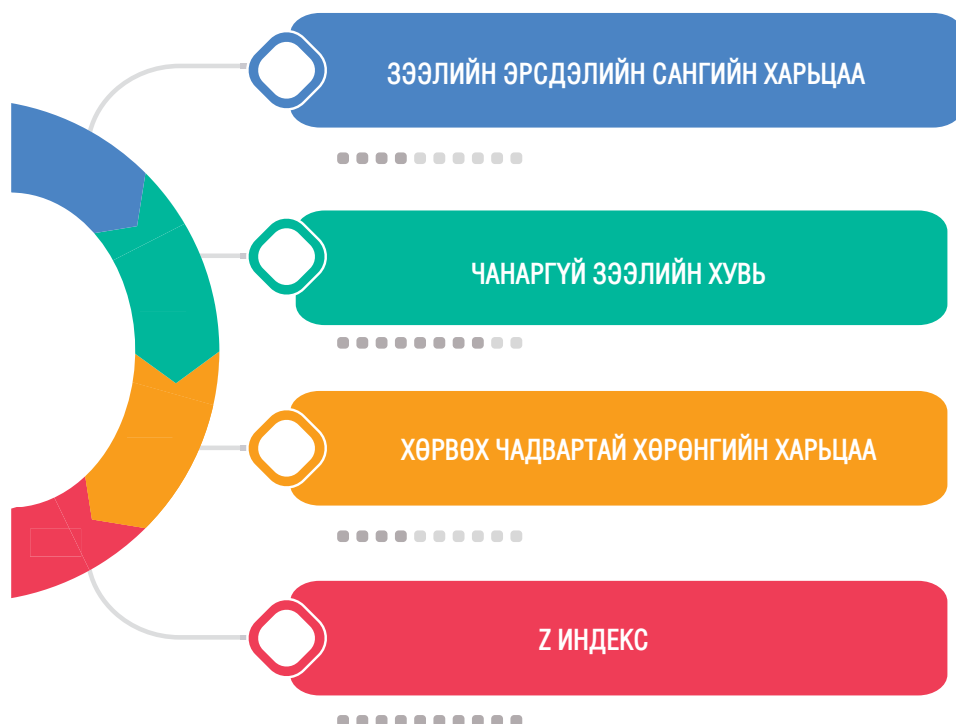 ЗЭЭЛИЙН ЭРСДЭЛИЙН САНГИЙН ХАРЬЦАА
ЧАНАРГҮЙ ЗЭЭЛИЙН ХУВЬ
ХӨРВӨХ ЧАДВАРТАЙ ХӨРӨНГИЙН ХАРЬЦАА
Z ИНДЕКС